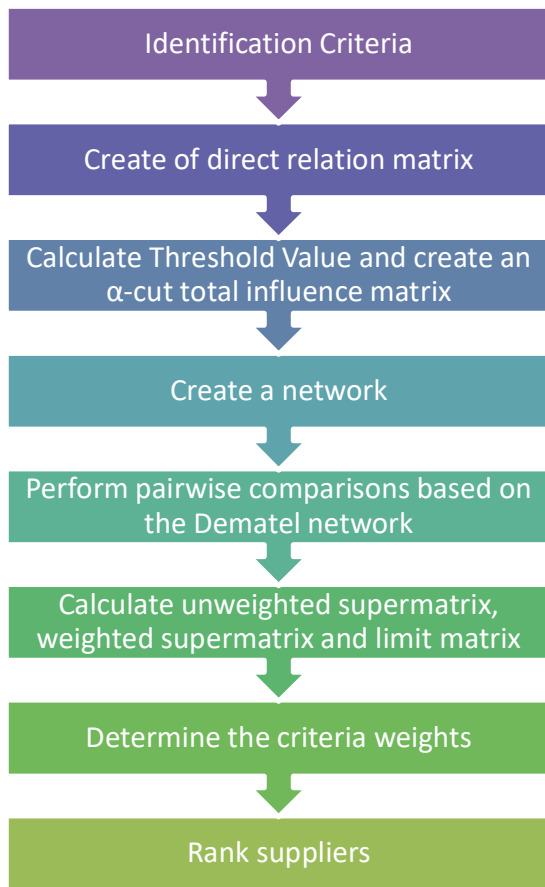 Identification Criteria
Create of direct relation matrix
Calculate Threshold Value and create an
α-cut total influence matrix
Create a network
Perform pairwise comparisons based on
the Dematel network
Calculate unweighted supermatrix,
weighted supermatrix and limit matrix
Determine the criteria weights
Rank suppliers